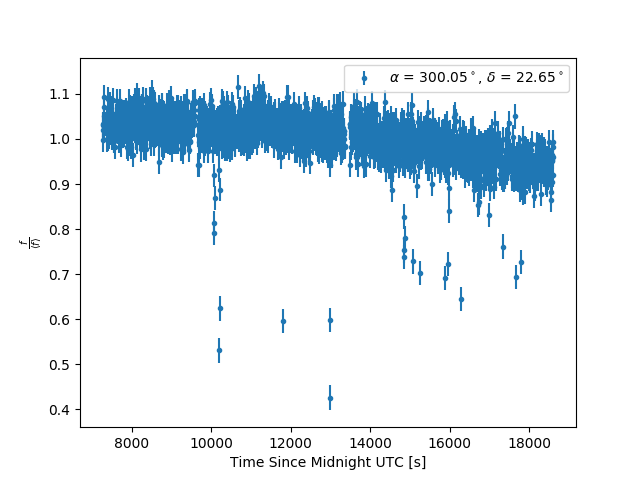 α = 300.05°, δ = 22.65°
1.1
1.0
0.9
0.8
0.7
0.6
0.5
0.4
f
⟨f⟩
8000 10000 12000 14000 16000 18000
Time Since Midnight UTC [s]